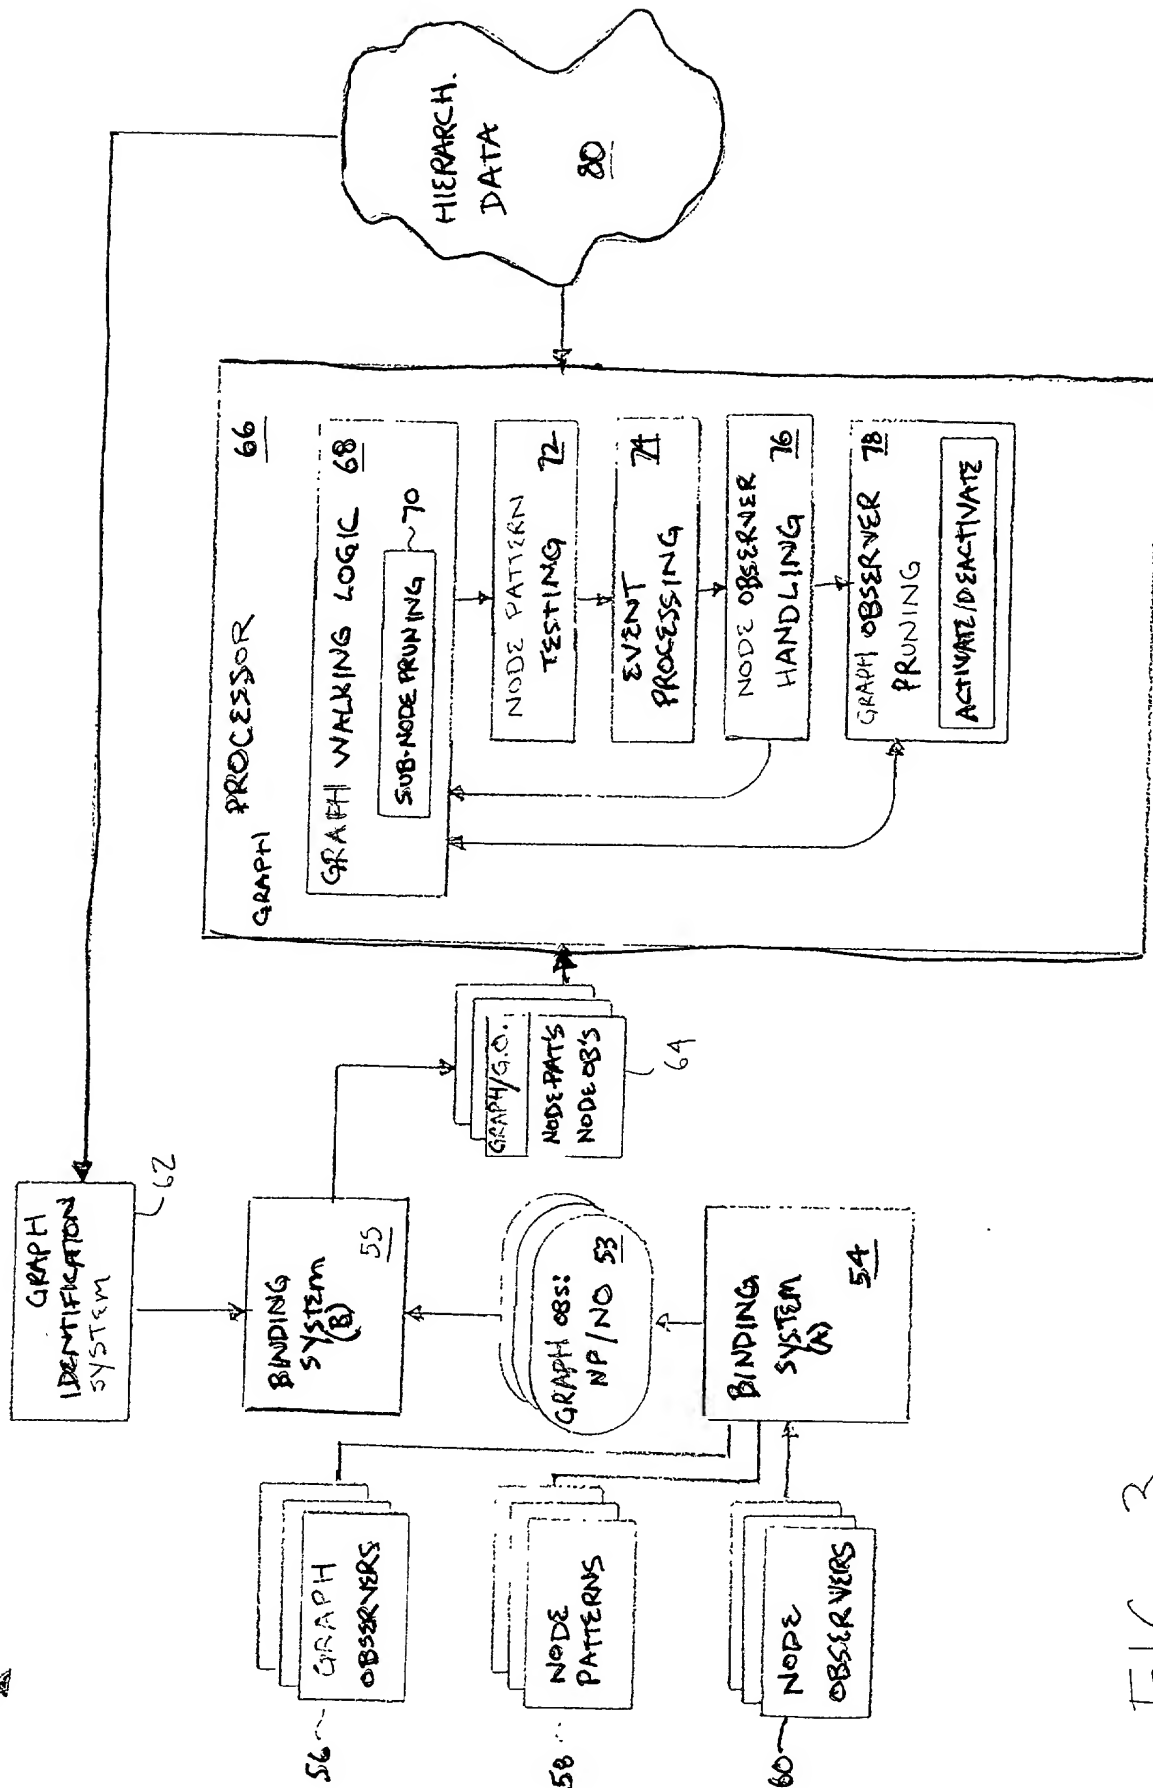 GRAPH
IDENTIFICATION
SYSTEM
62
BINDING
SYSTEM
(B)
55
GRAPH OBS:
NP/NO 53
BINDING
SYSTEM
(A)
54
56
GRAPH
OBSERVERS
58
NODE
PATTERNS
60
NODE
OBSERVERS
GRAPH/G.O.
NODE PAT'S
NODE OB'S
64
GRAPH
PROCESSOR
66
GRAPH WALKING LOGIC 68
SUB-NODE PRUNING
70
NODE PATTERN
TESTING
72
EVENT
PROCESSING
74
NODE OBSERVER
HANDLING
76
GRAPH OBSERVER 78
PRUNING
ACTIVATE/DEACTIVATE
HIERARCH.
DATA
80
FIG. 3